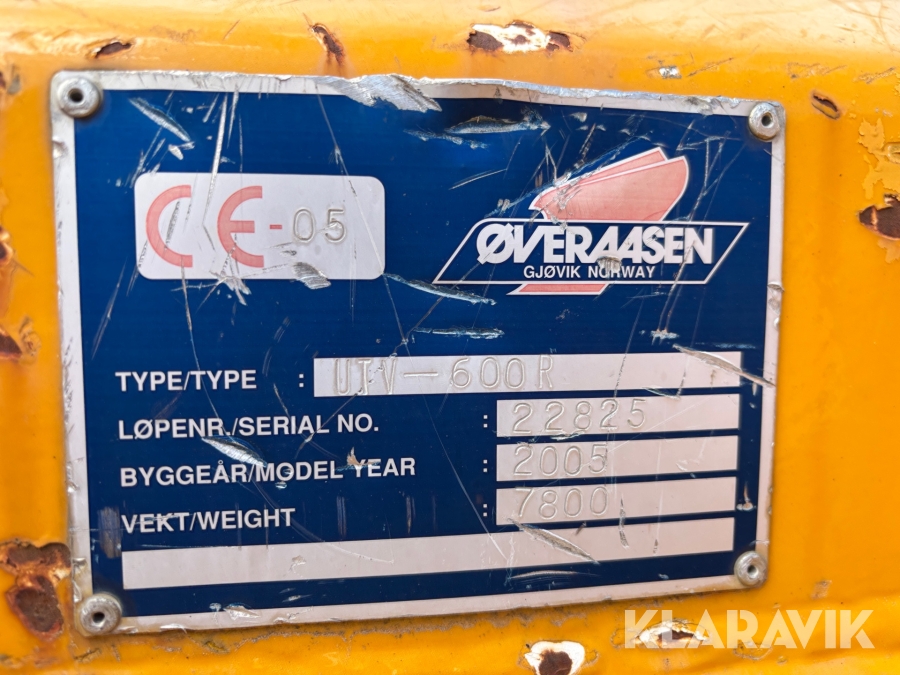 CE-05
ØVERAASEN
GJØVIK NORWAY
TYPE/TYPE : UTV-600R
LØPENR./SERIAL NO. : 22825
BYGGEÅR/MODEL YEAR : 2005
VEKT/WEIGHT : 7800
KLARAVIK